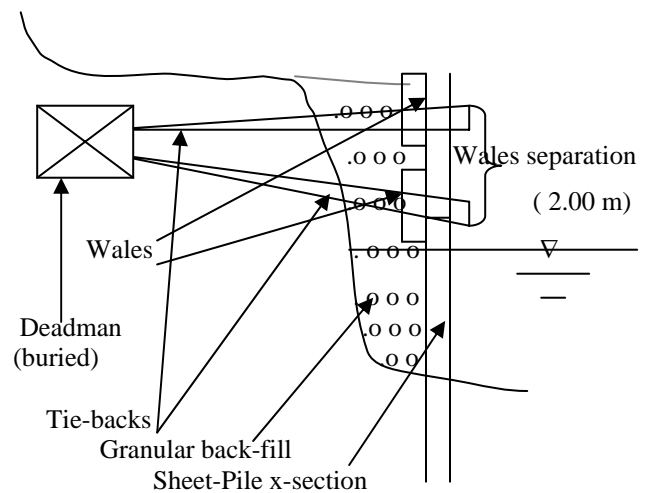 .o o o
.o o o
Wales separation
( 2.00 m)
.o o o
Wales
. o o o
.o o o
Deadman
(buried)
.o o o
.o o
Tie-backs
Granular back-fill
Sheet-Pile x-section